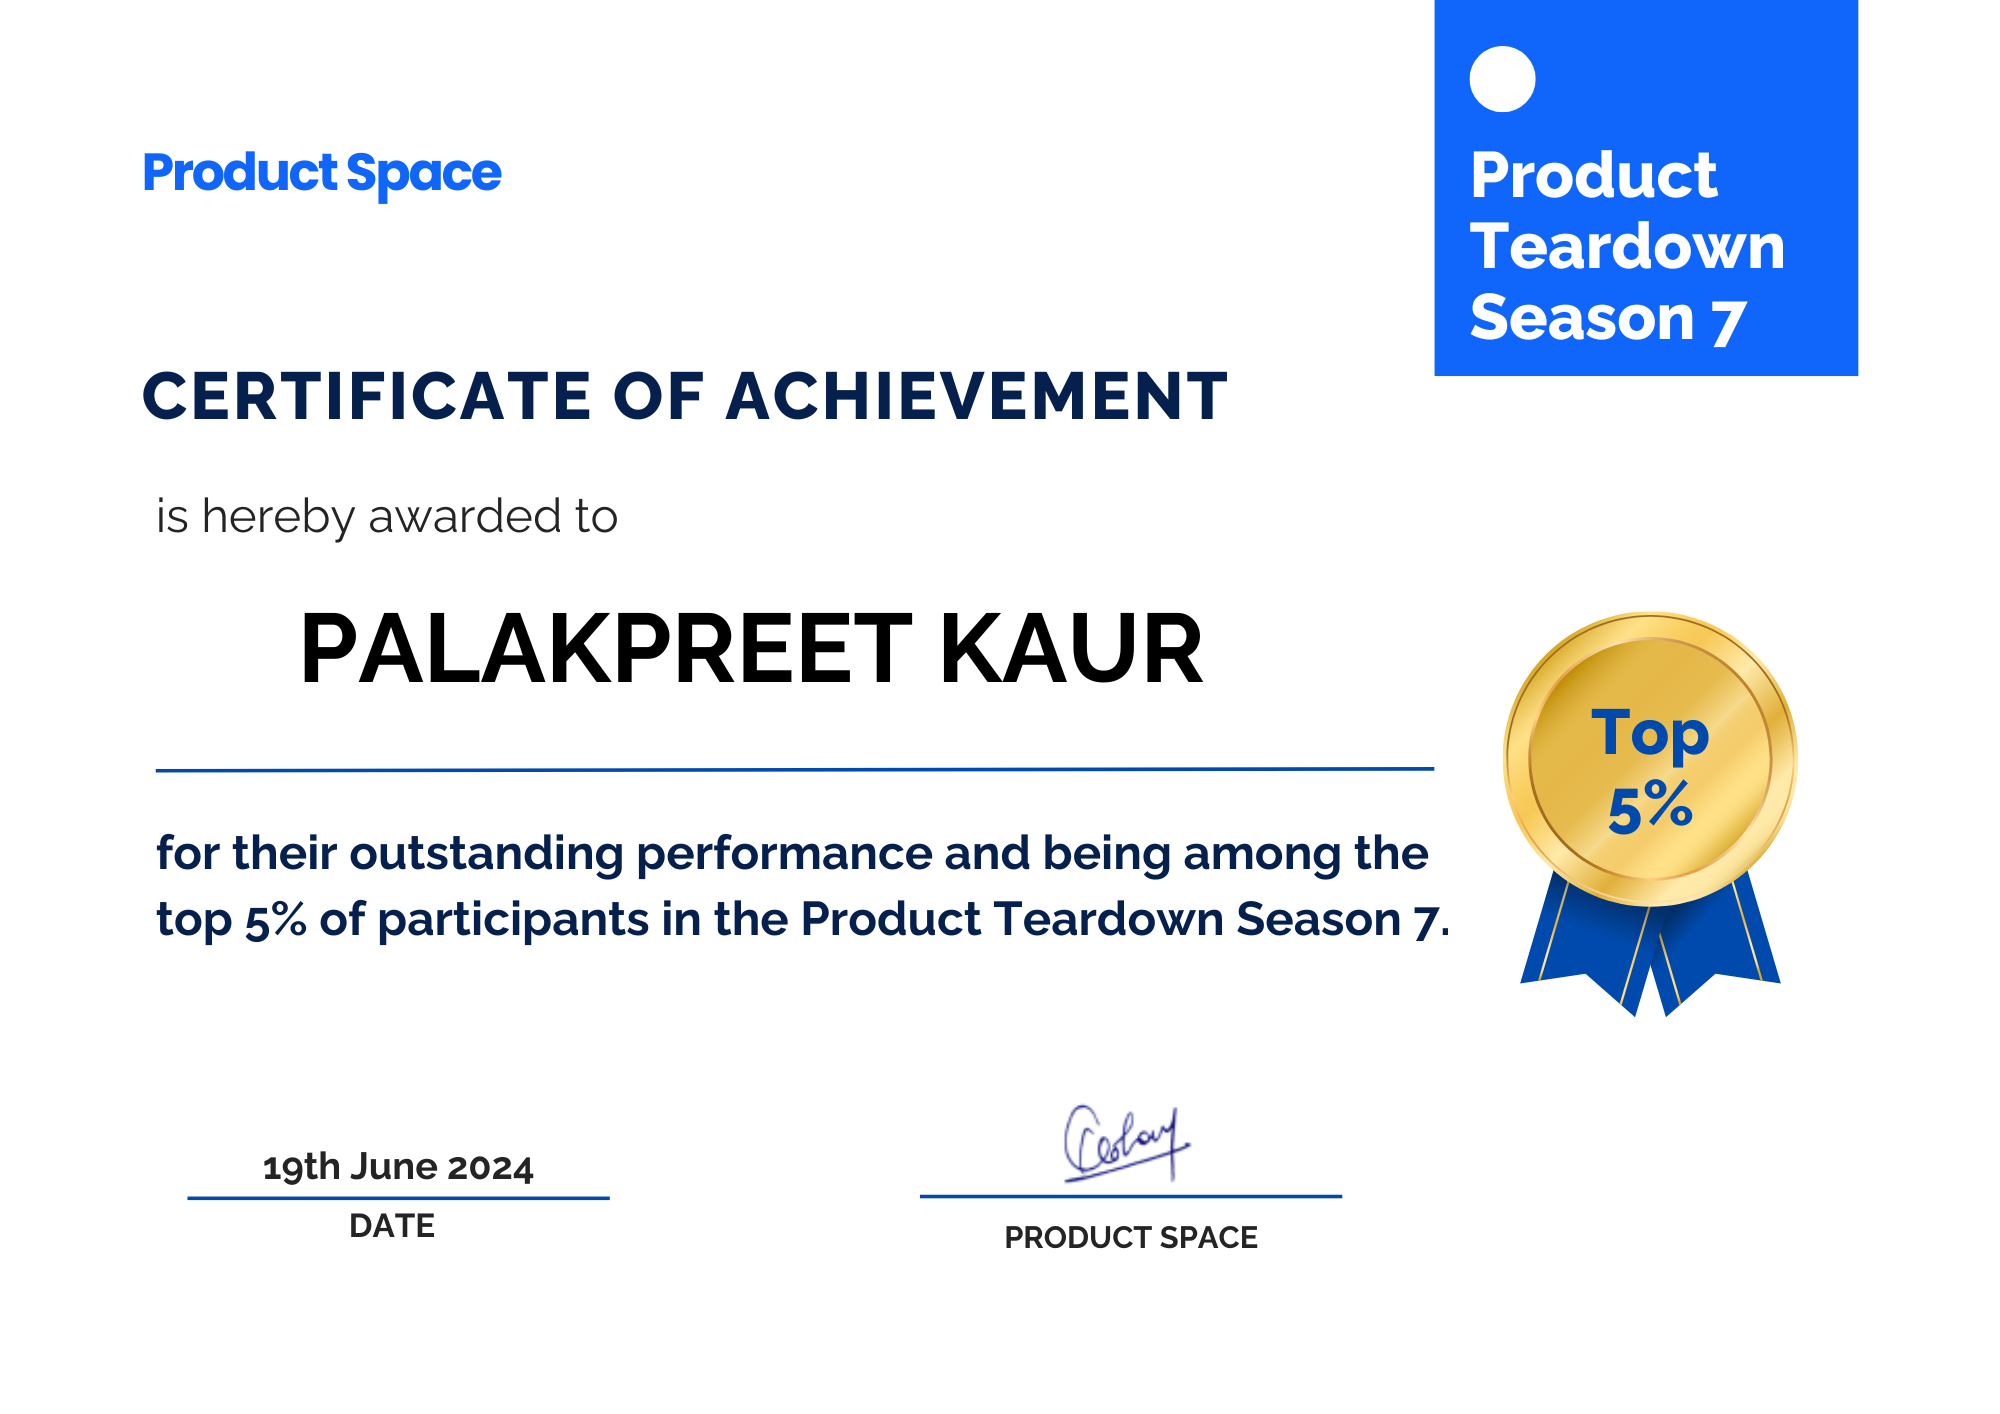 Product Space
Product
Teardown
Season 7
CERTIFICATE OF ACHIEVEMENT
is hereby awarded to
PALAKPREET KAUR
Top
5%
for their outstanding performance and being among the
top 5% of participants in the Product Teardown Season 7.
19th June 2024
DATE
PRODUCT SPACE